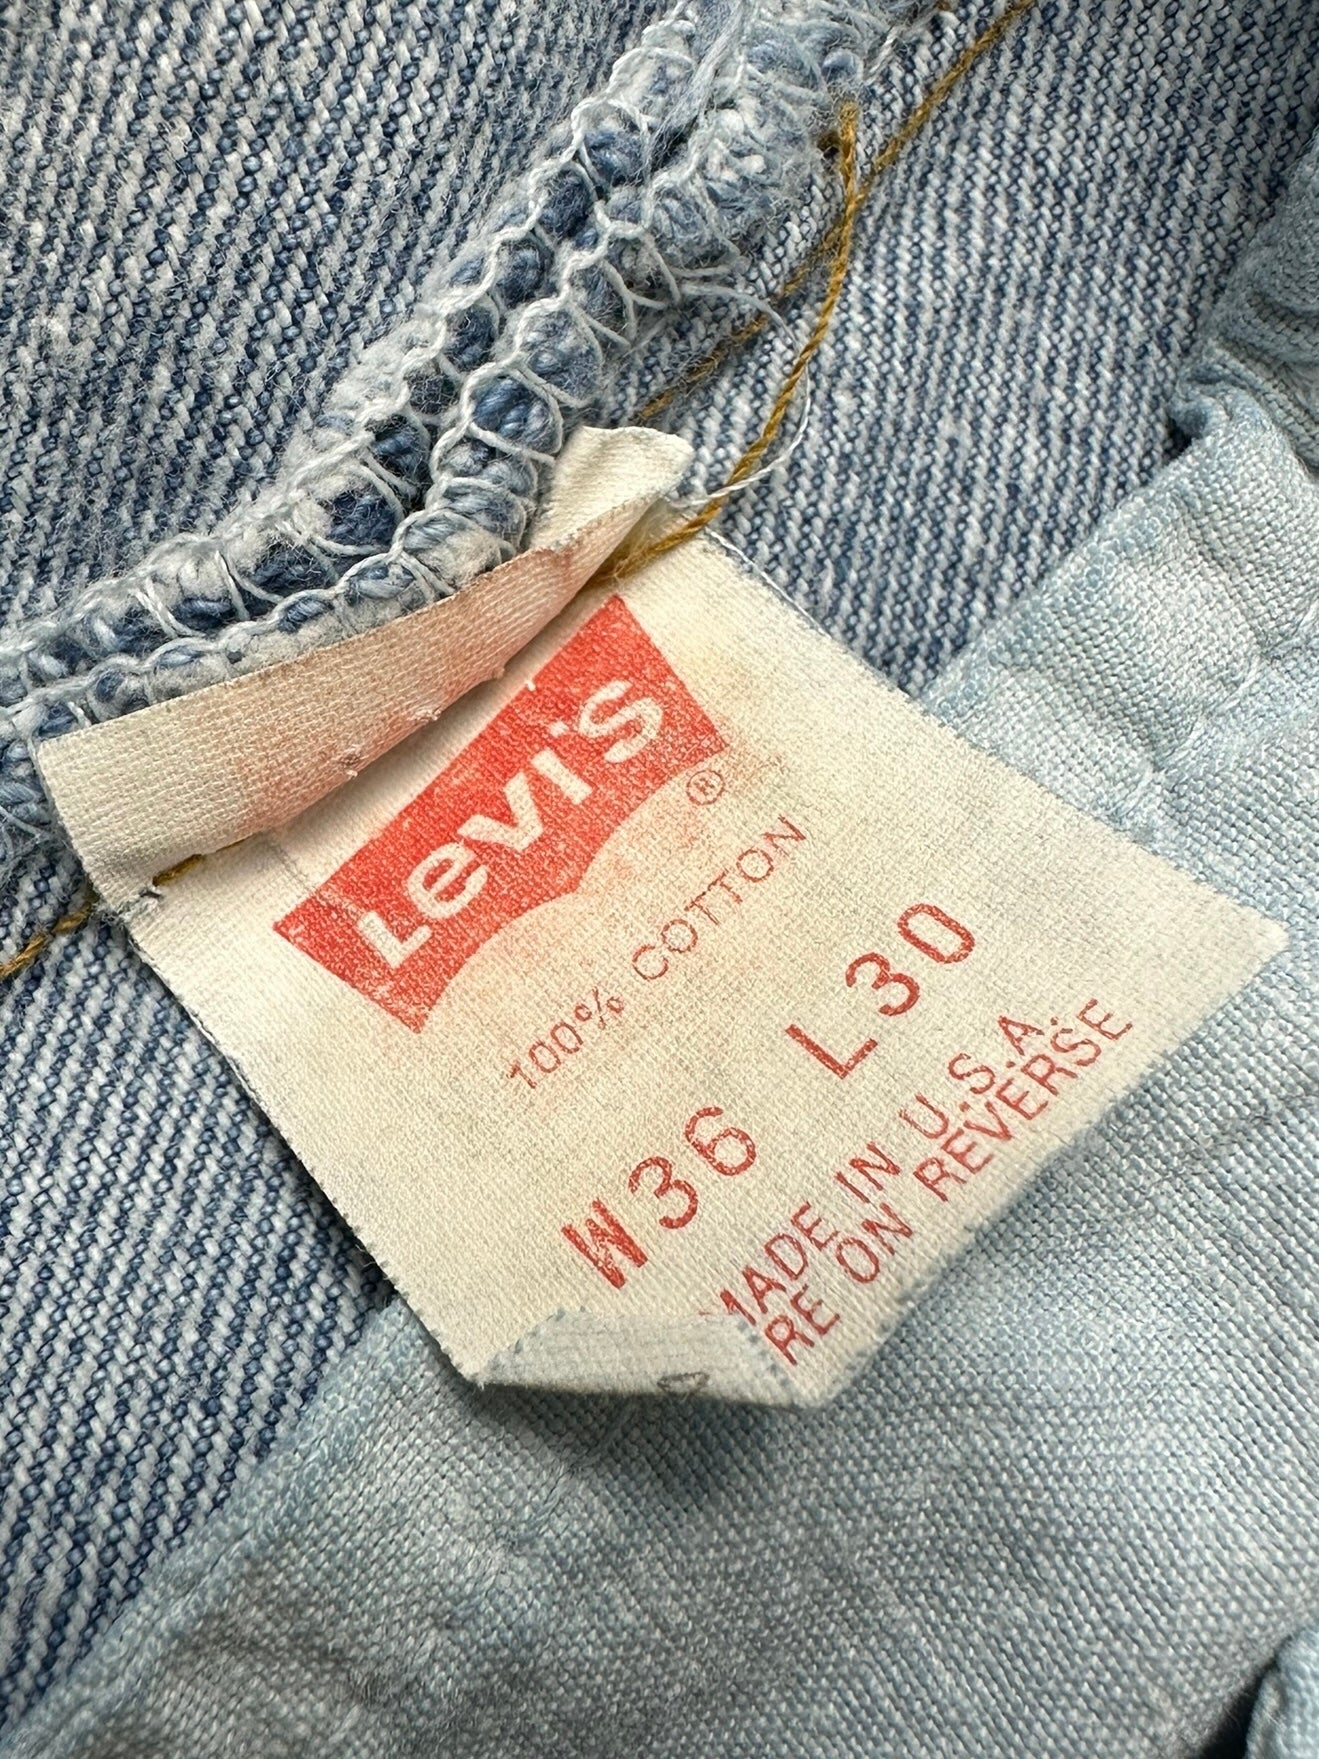 Levi's®
100% COTTON
W36 L30
MADE IN U.S.A.
RE ON REVERSE